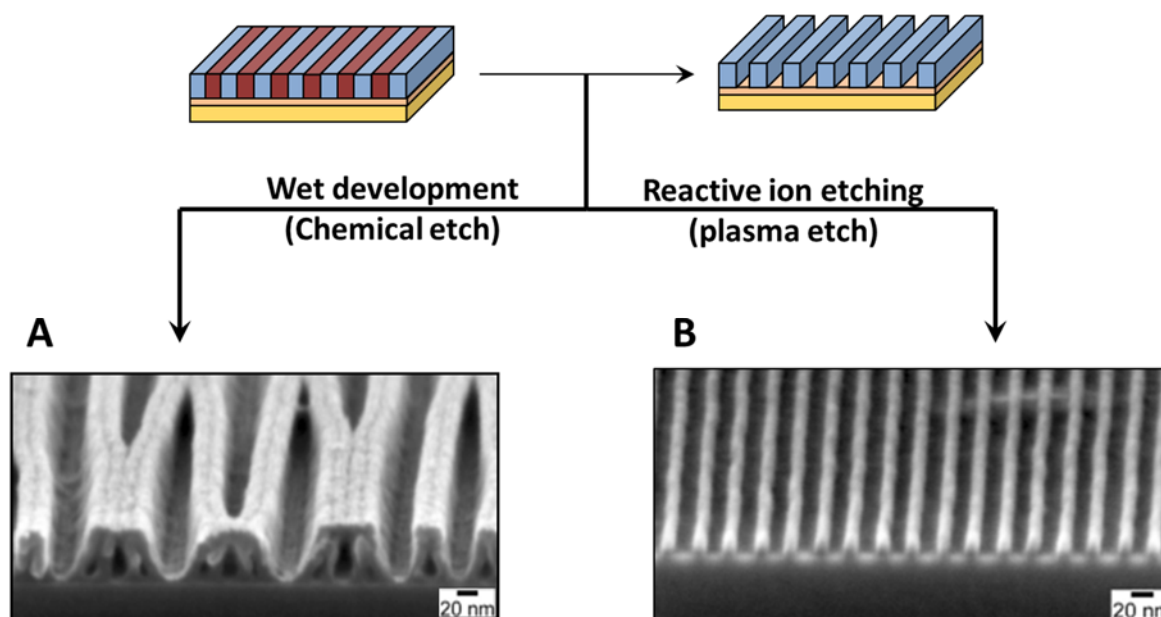 Wet development
(Chemical etch)
Reactive ion etching
(plasma etch)
A
B
20 nm
20 nm